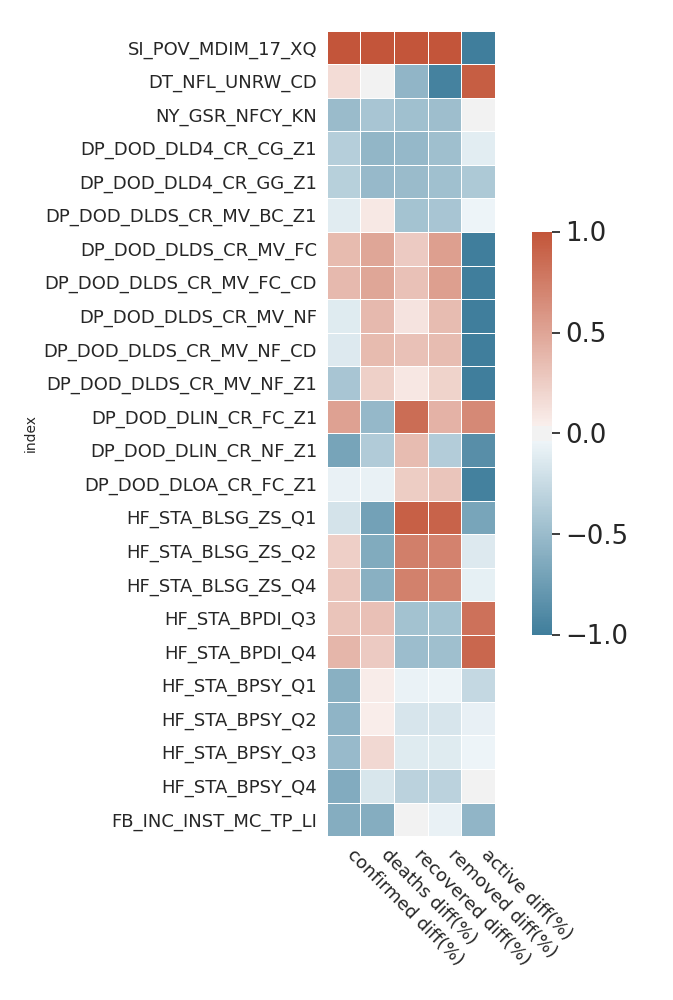 SI_POV_MDIM_17_XQ
DT_NFL_UNRW_CD
NY_GSR_NFCY_KN
DP_DOD_DLD4_CR_CG_Z1
DP_DOD_DLD4_CR_GG_Z1
DP_DOD_DLDS_CR_MV_BC_Z1
DP_DOD_DLDS_CR_MV_FC
DP_DOD_DLDS_CR_MV_FC_CD
DP_DOD_DLDS_CR_MV_NF
DP_DOD_DLDS_CR_MV_NF_CD
DP_DOD_DLDS_CR_MV_NF_Z1
DP_DOD_DLIN_CR_FC_Z1
DP_DOD_DLIN_CR_NF_Z1
DP_DOD_DLOA_CR_FC_Z1
HF_STA_BLSG_ZS_Q1
HF_STA_BLSG_ZS_Q2
HF_STA_BLSG_ZS_Q4
HF_STA_BPDI_Q3
HF_STA_BPDI_Q4
HF_STA_BPSY_Q1
HF_STA_BPSY_Q2
HF_STA_BPSY_Q3
HF_STA_BPSY_Q4
FB_INC_INST_MC_TP_LI
index
confirmed diff(%)
deaths diff(%)
recovered diff(%)
removed diff(%)
active diff(%)
1.0
0.5
0.0
−0.5
−1.0